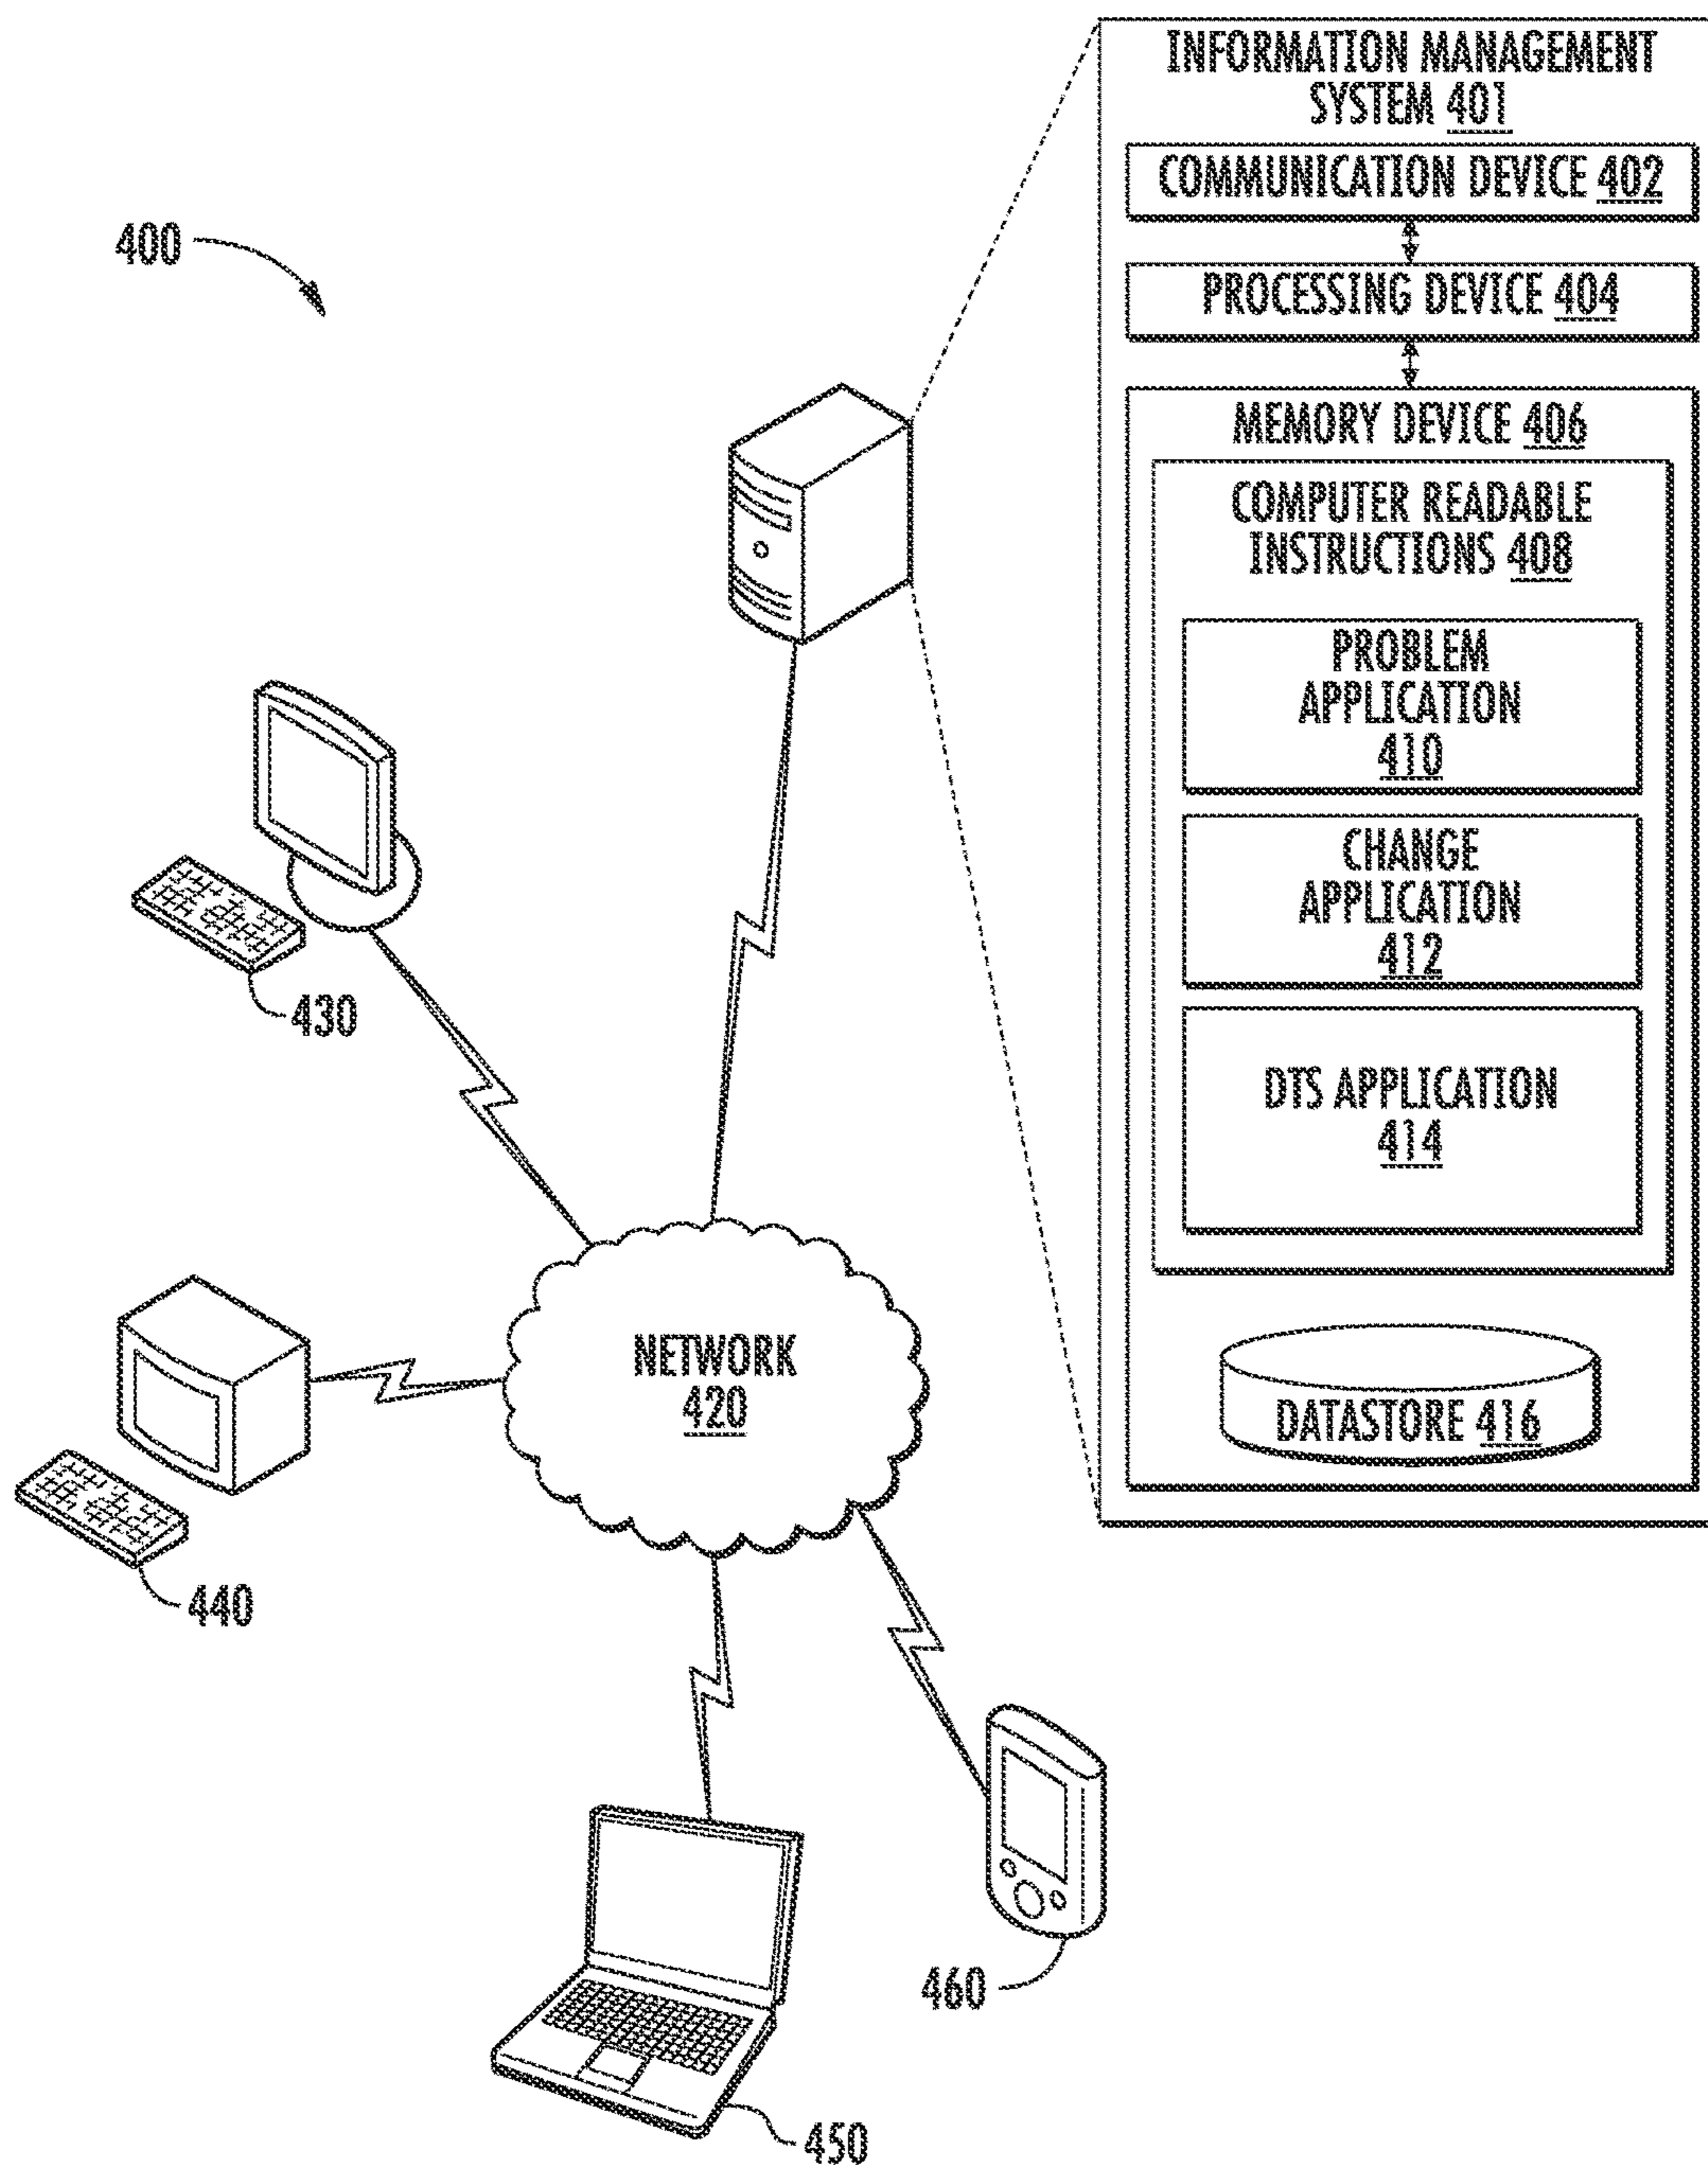 INFORMATION MANAGEMENT
SYSTEM 401
COMMUNICATION DEVICE 402
400
PROCESSING DEVICE 404
MEMORY DEVICE 406
COMPUTER READABLE
INSTRUCTIONS 408
PROBLEM
APPLICATION
410
CHANGE
APPLICATION
412
430
DTS APPLICATION
414
NETWORK
420
DATASTORE 416
440
460
450